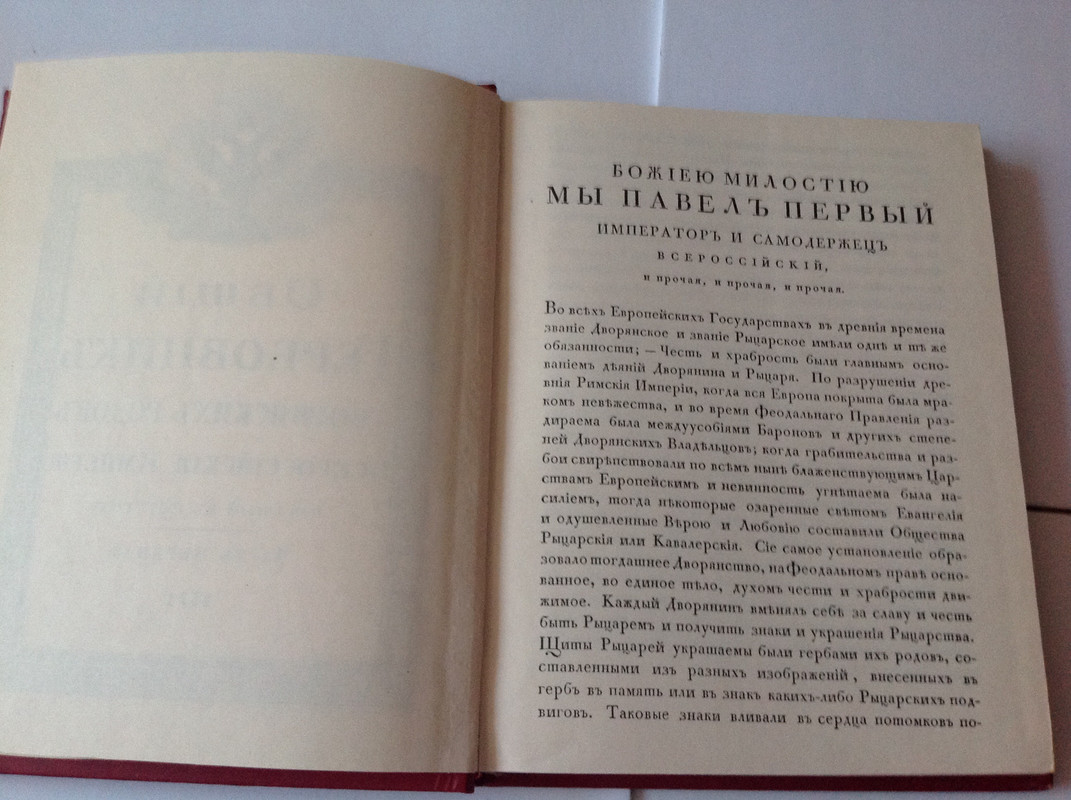 БОЖІЕЮ МИЛОСТІЮ
МЫ ПАВЕЛЪ ПЕРВЫЙ
ИМПЕРАТОРЪ И САМОДЕРЖЕЦЪ
ВСЕРОССІЙСКІЙ,
и прочая, и прочая, и прочая.
Во всѣхъ Европейскихъ Государствахъ въ древнія времена
званіе Дворянское и званіе Рыцарское имѣли однѣ и тѣ же
обязанности; — Честь и храбрость были главнымъ осно-
ваніемъ дѣяній Дворянина и Рыцаря. По разрушеніи дре-
внія Римскія Имперіи, когда вся Европа покрыта была мра-
комъ невѣжества, и во время феодальнаго Правленія раз-
дираема была междуусобіями Бароновъ и другихъ степе-
ней Дворянскихъ Владѣльцовъ; когда грабительства и раз-
бои свирѣпствовали по всѣмъ нынѣ блаженствующимъ Цар-
ствамъ Европейскимъ и невинность угнѣтаема была на-
силіемъ, тогда нѣкоторые озаренные свѣтомъ Евангелія
и одушевленные Вѣрою и Любовію составили Общества
Рыцарскія или Кавалерскія. Сіе самое установленіе обра-
зовало тогдашнее Дворянство, на феодальномъ правѣ осно-
ванное, во единое тѣло, духомъ чести и храбрости дви-
жимое. Каждый Дворянинъ вмѣнялъ себѣ за славу и честь
быть Рыцаремъ и получить знаки и украшенія Рыцарства.
Щиты Рыцарей украшаемы были гербами ихъ родовъ, со-
ставленными изъ разныхъ изображеній, внесенныхъ въ
гербъ въ память или въ знакъ какихъ-либо Рыцарскихъ под-
виговъ. Таковые знаки вливали въ сердца потомковъ по-